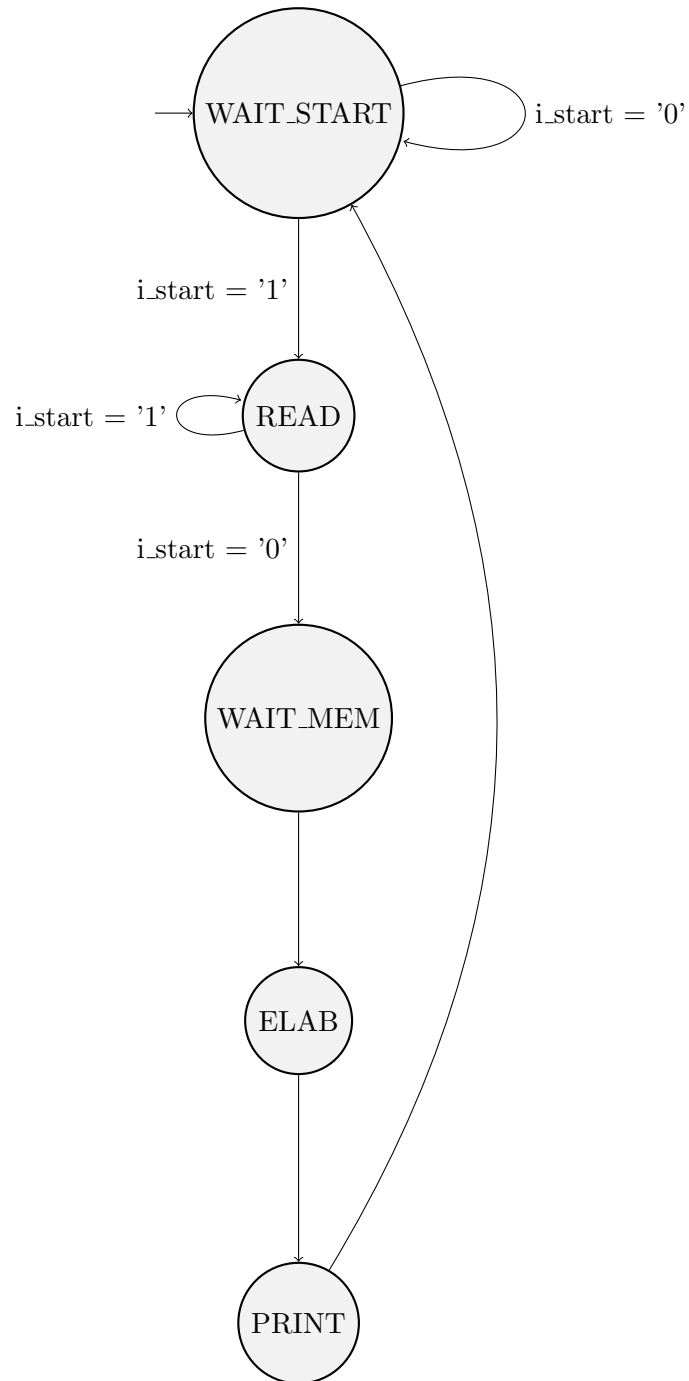 WAIT_START
i_start = '0'
i_start = '1'
READ
i_start = '1'
i_start = '0'
WAIT_MEM
ELAB
PRINT